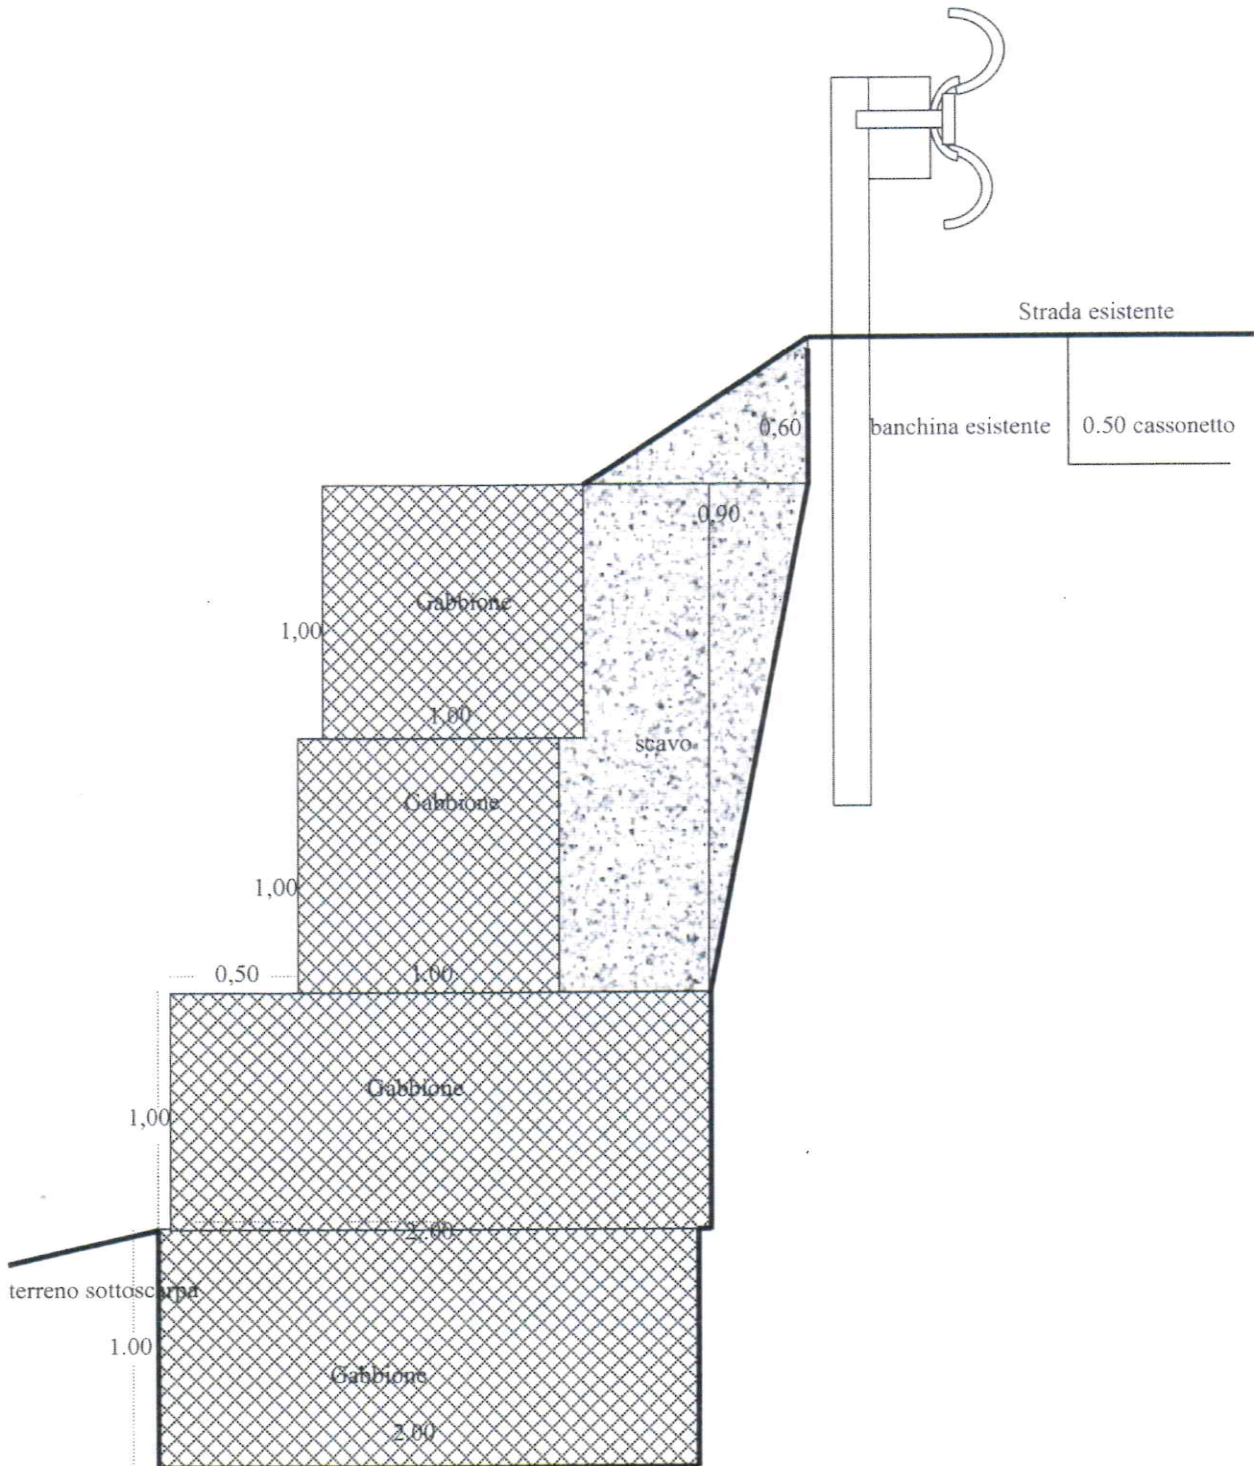 Strada esistente
0,60
banchina esistente
0.50 cassonetto
0,90
Gabbione
1,00
1,00
scavo
Gabbione
1,00
0,50
1.00
Gabbione
1,00
2.00
terreno sottoscarpa
1.00
Gabbione
2,00